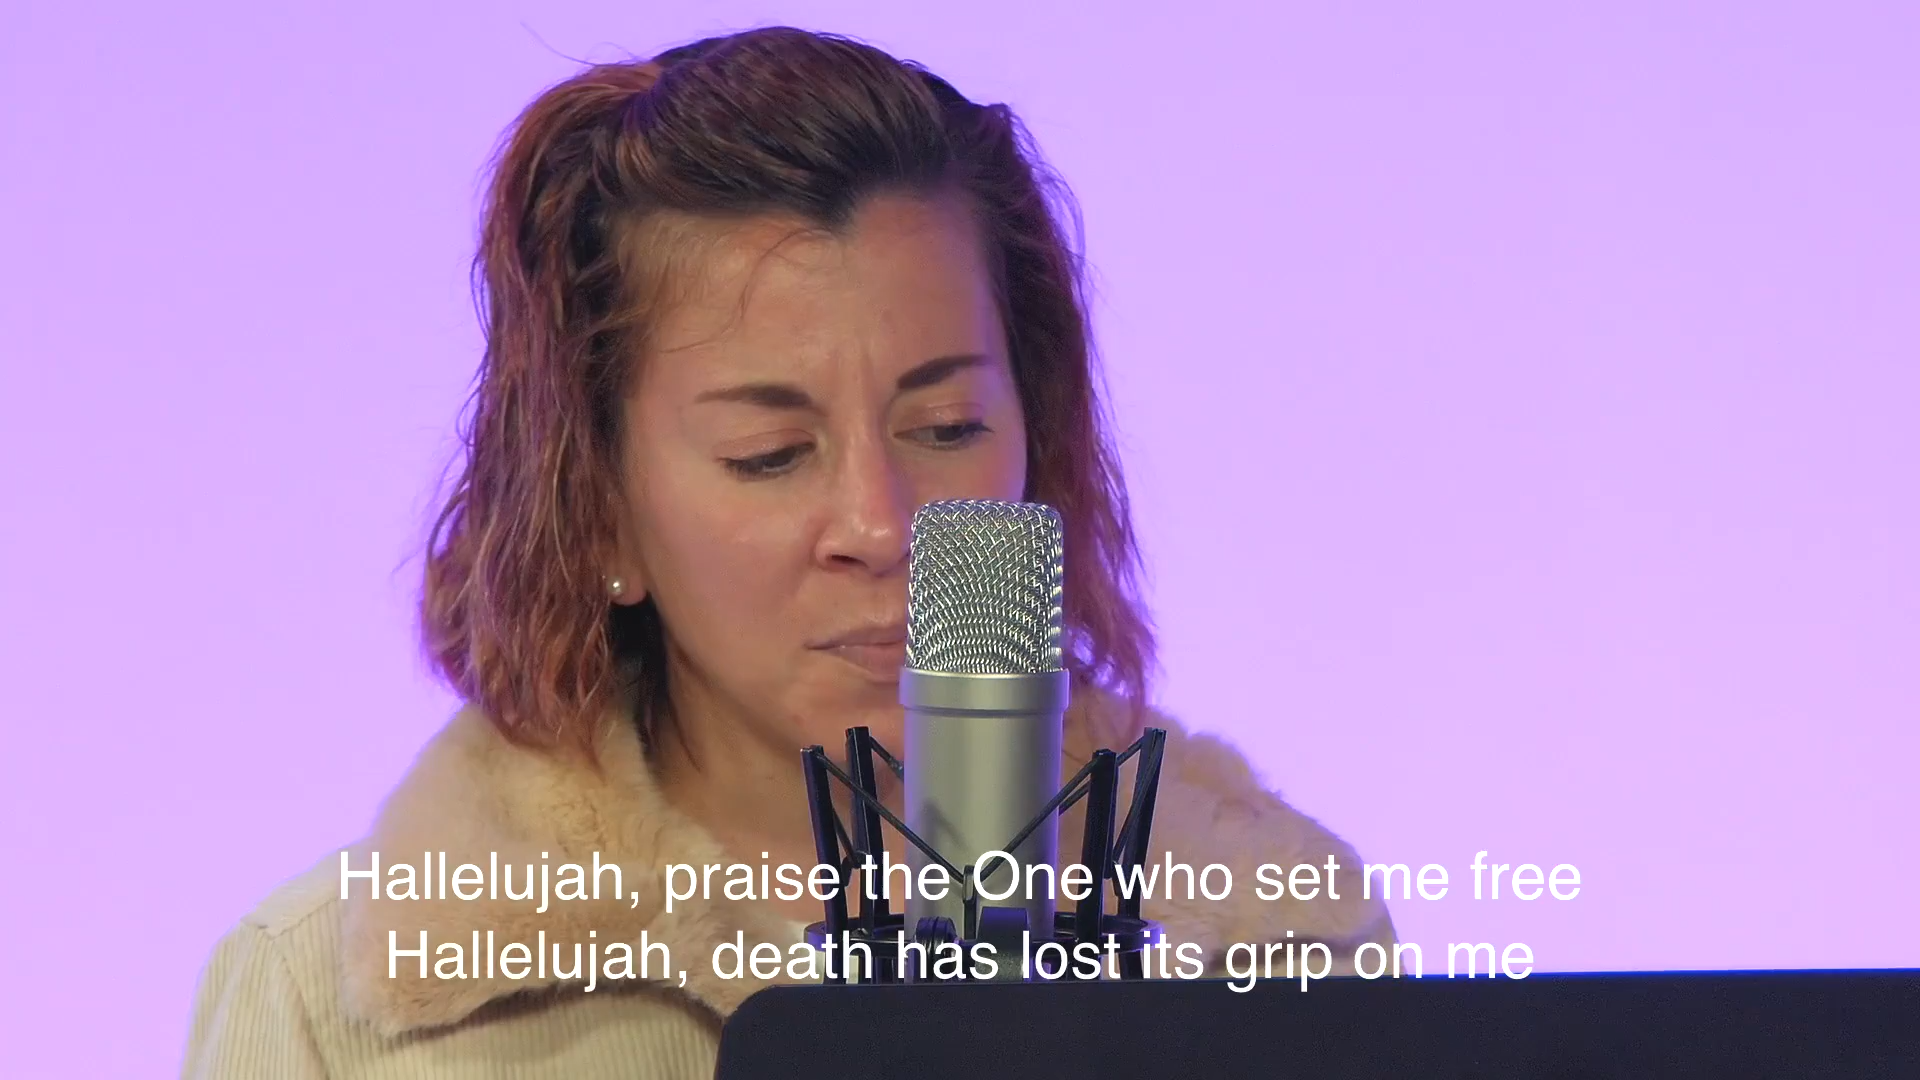 Hallelujah, praise the One who set me free
Hallelujah, death has lost its grip on me